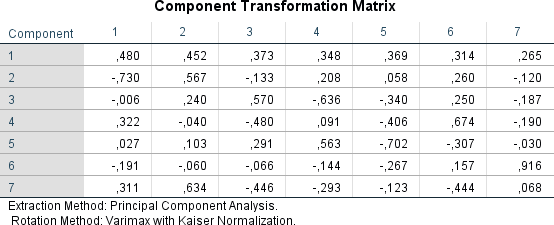 Component Transformation Matrix
Component 1 2 3 4 5 6 7
1 ,480 ,452 ,373 ,348 ,369 ,314 ,265
2 -,730 ,567 -,133 ,208 ,058 ,260 -,120
3 -,006 ,240 ,570 -,636 -,340 ,250 -,187
4 ,322 -,040 -,480 ,091 -,406 ,674 -,190
5 ,027 ,103 ,291 ,563 -,702 -,307 -,030
6 -,191 -,060 -,066 -,144 -,267 ,157 ,916
7 ,311 ,634 -,446 -,293 -,123 -,444 ,068
Extraction Method: Principal Component Analysis.
Rotation Method: Varimax with Kaiser Normalization.